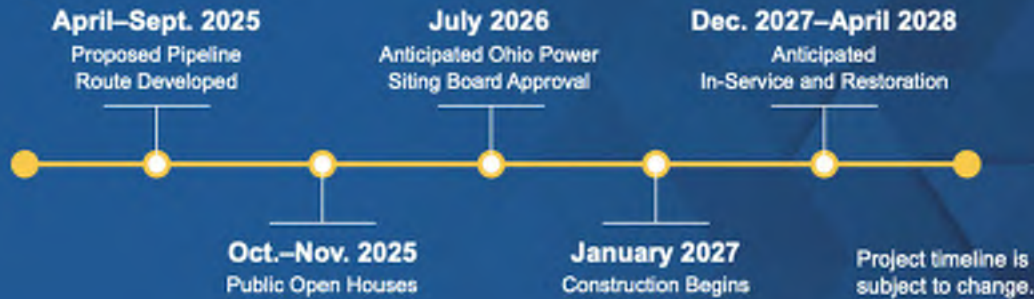 April–Sept. 2025
Proposed Pipeline
Route Developed
Oct.–Nov. 2025
Public Open Houses
July 2026
Anticipated Ohio Power
Siting Board Approval
January 2027
Construction Begins
Dec. 2027–April 2028
Anticipated
In-Service and Restoration
Project timeline is
subject to change.